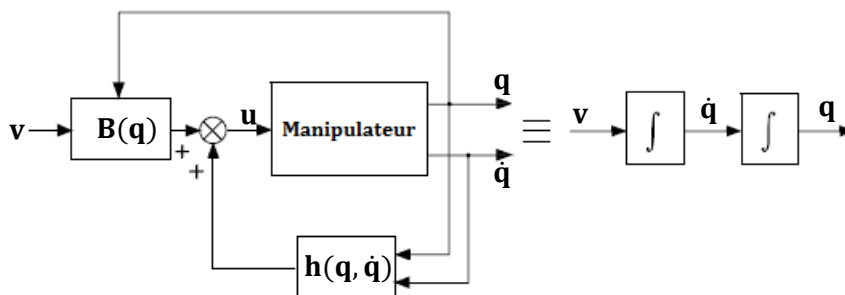 v
B(q)
+
+
u
Manipulateur
q
q̇
h(q, q̇)
≡
v
∫
q̇
∫
q